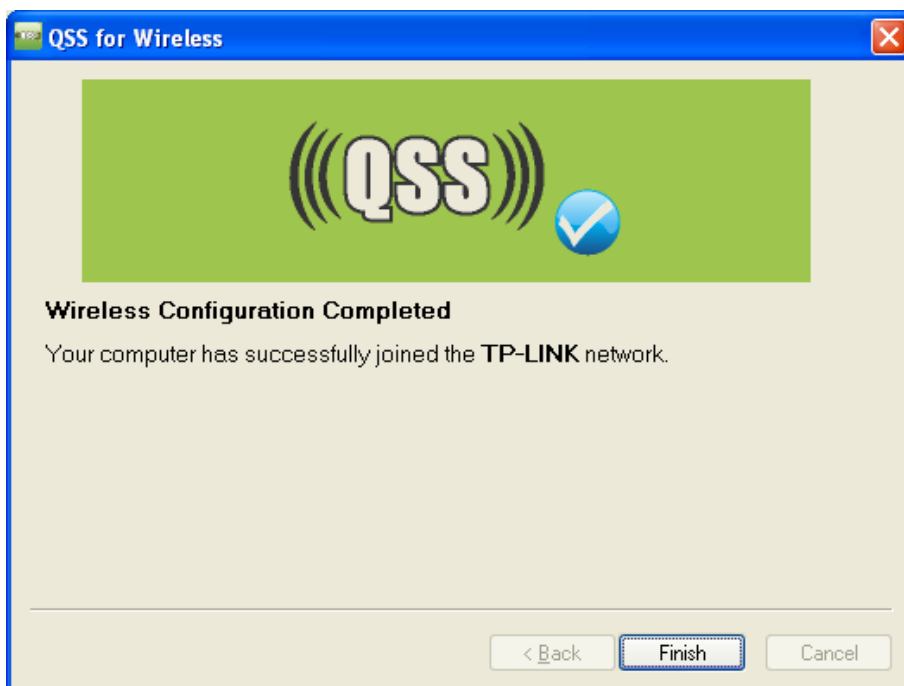 QSS for Wireless
(((QSS)))
Wireless Configuration Completed
Your computer has successfully joined the TP-LINK network.
< Back
Finish
Cancel